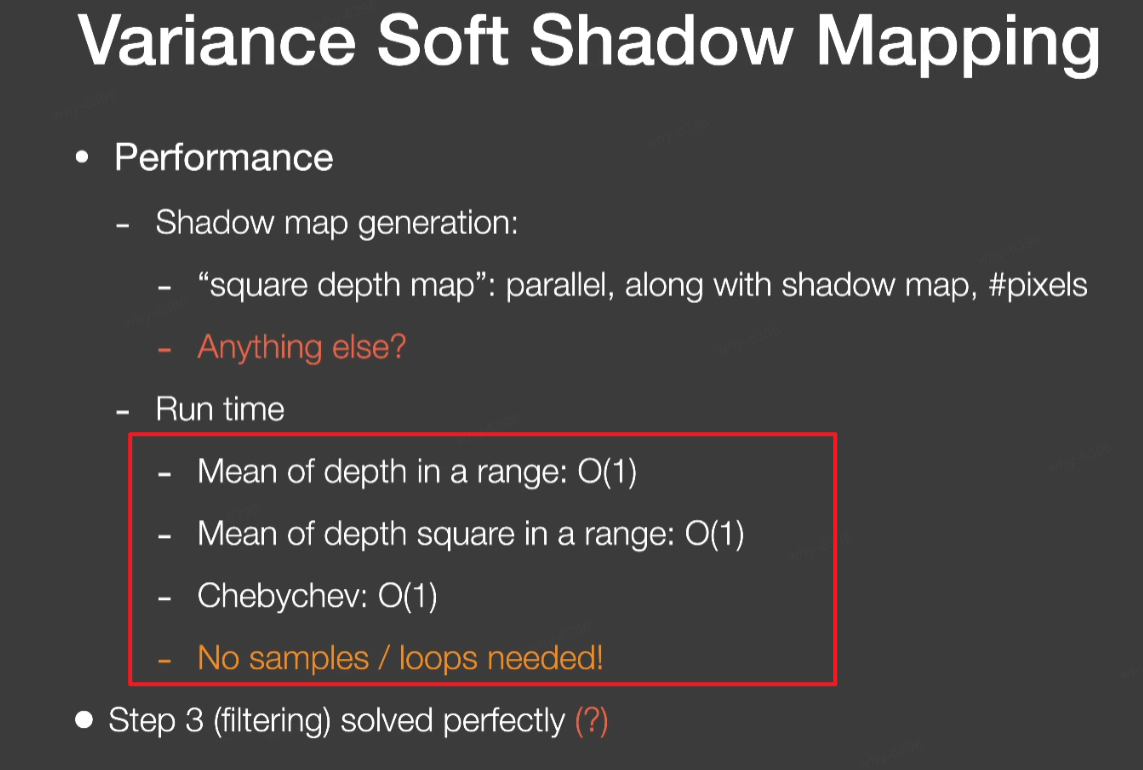 Variance Soft Shadow Mapping
• Performance
- Shadow map generation:
- “square depth map”: parallel, along with shadow map, #pixels
- Anything else?
- Run time
- Mean of depth in a range: O(1)
- Mean of depth square in a range: O(1)
- Chebychev: O(1)
- No samples / loops needed!
● Step 3 (filtering) solved perfectly (?)